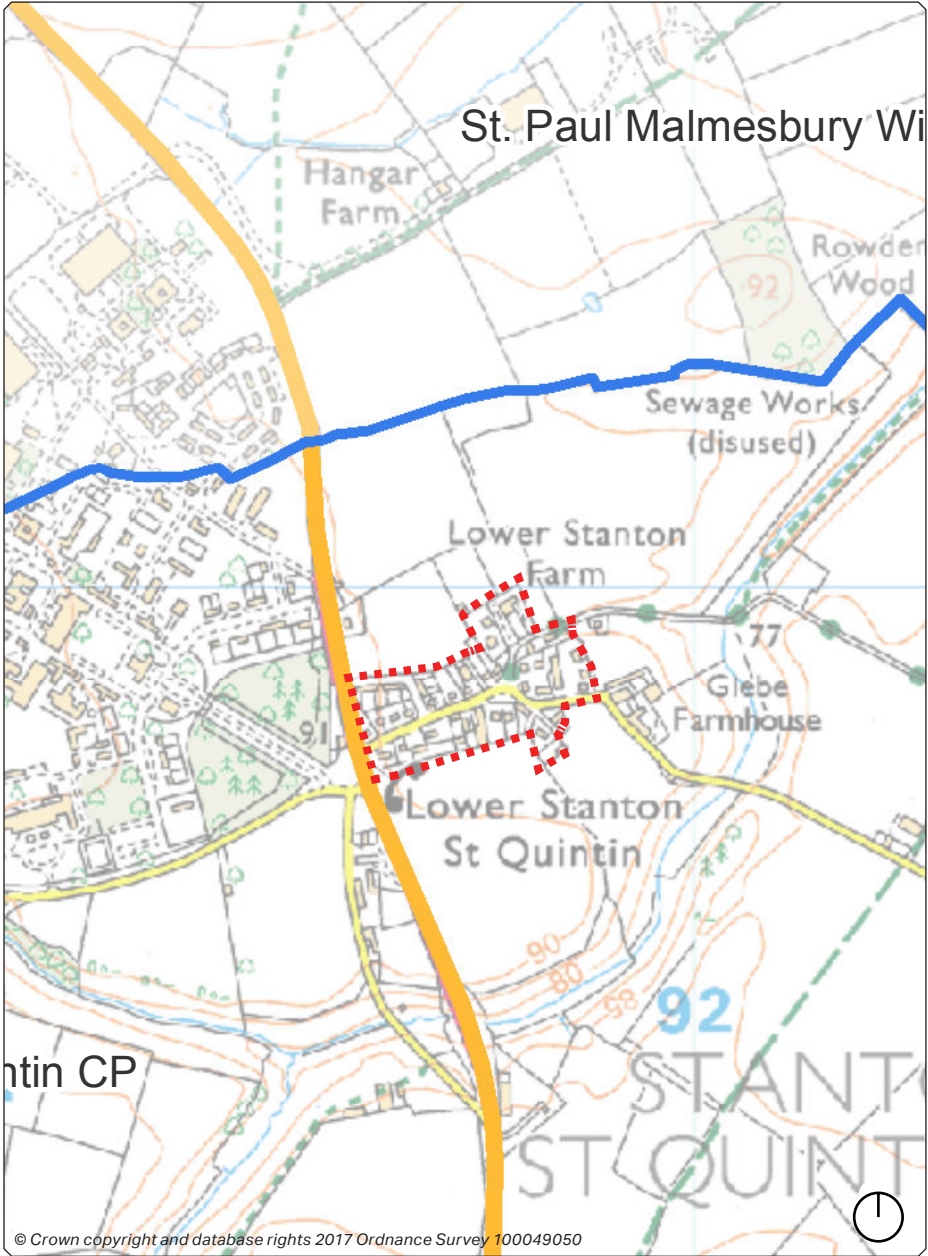 St. Paul Malmesbury Wi
Hangar
Farm
Rowden
Wood
92
Sewage Works
(disused)
Lower Stanton
Farm
77
Glebe
Farmhouse
91
Lower Stanton
St Quintin
90
80
85
92
ntin CP
STANTO
ST QUINT
© Crown copyright and database rights 2017 Ordnance Survey 100049050